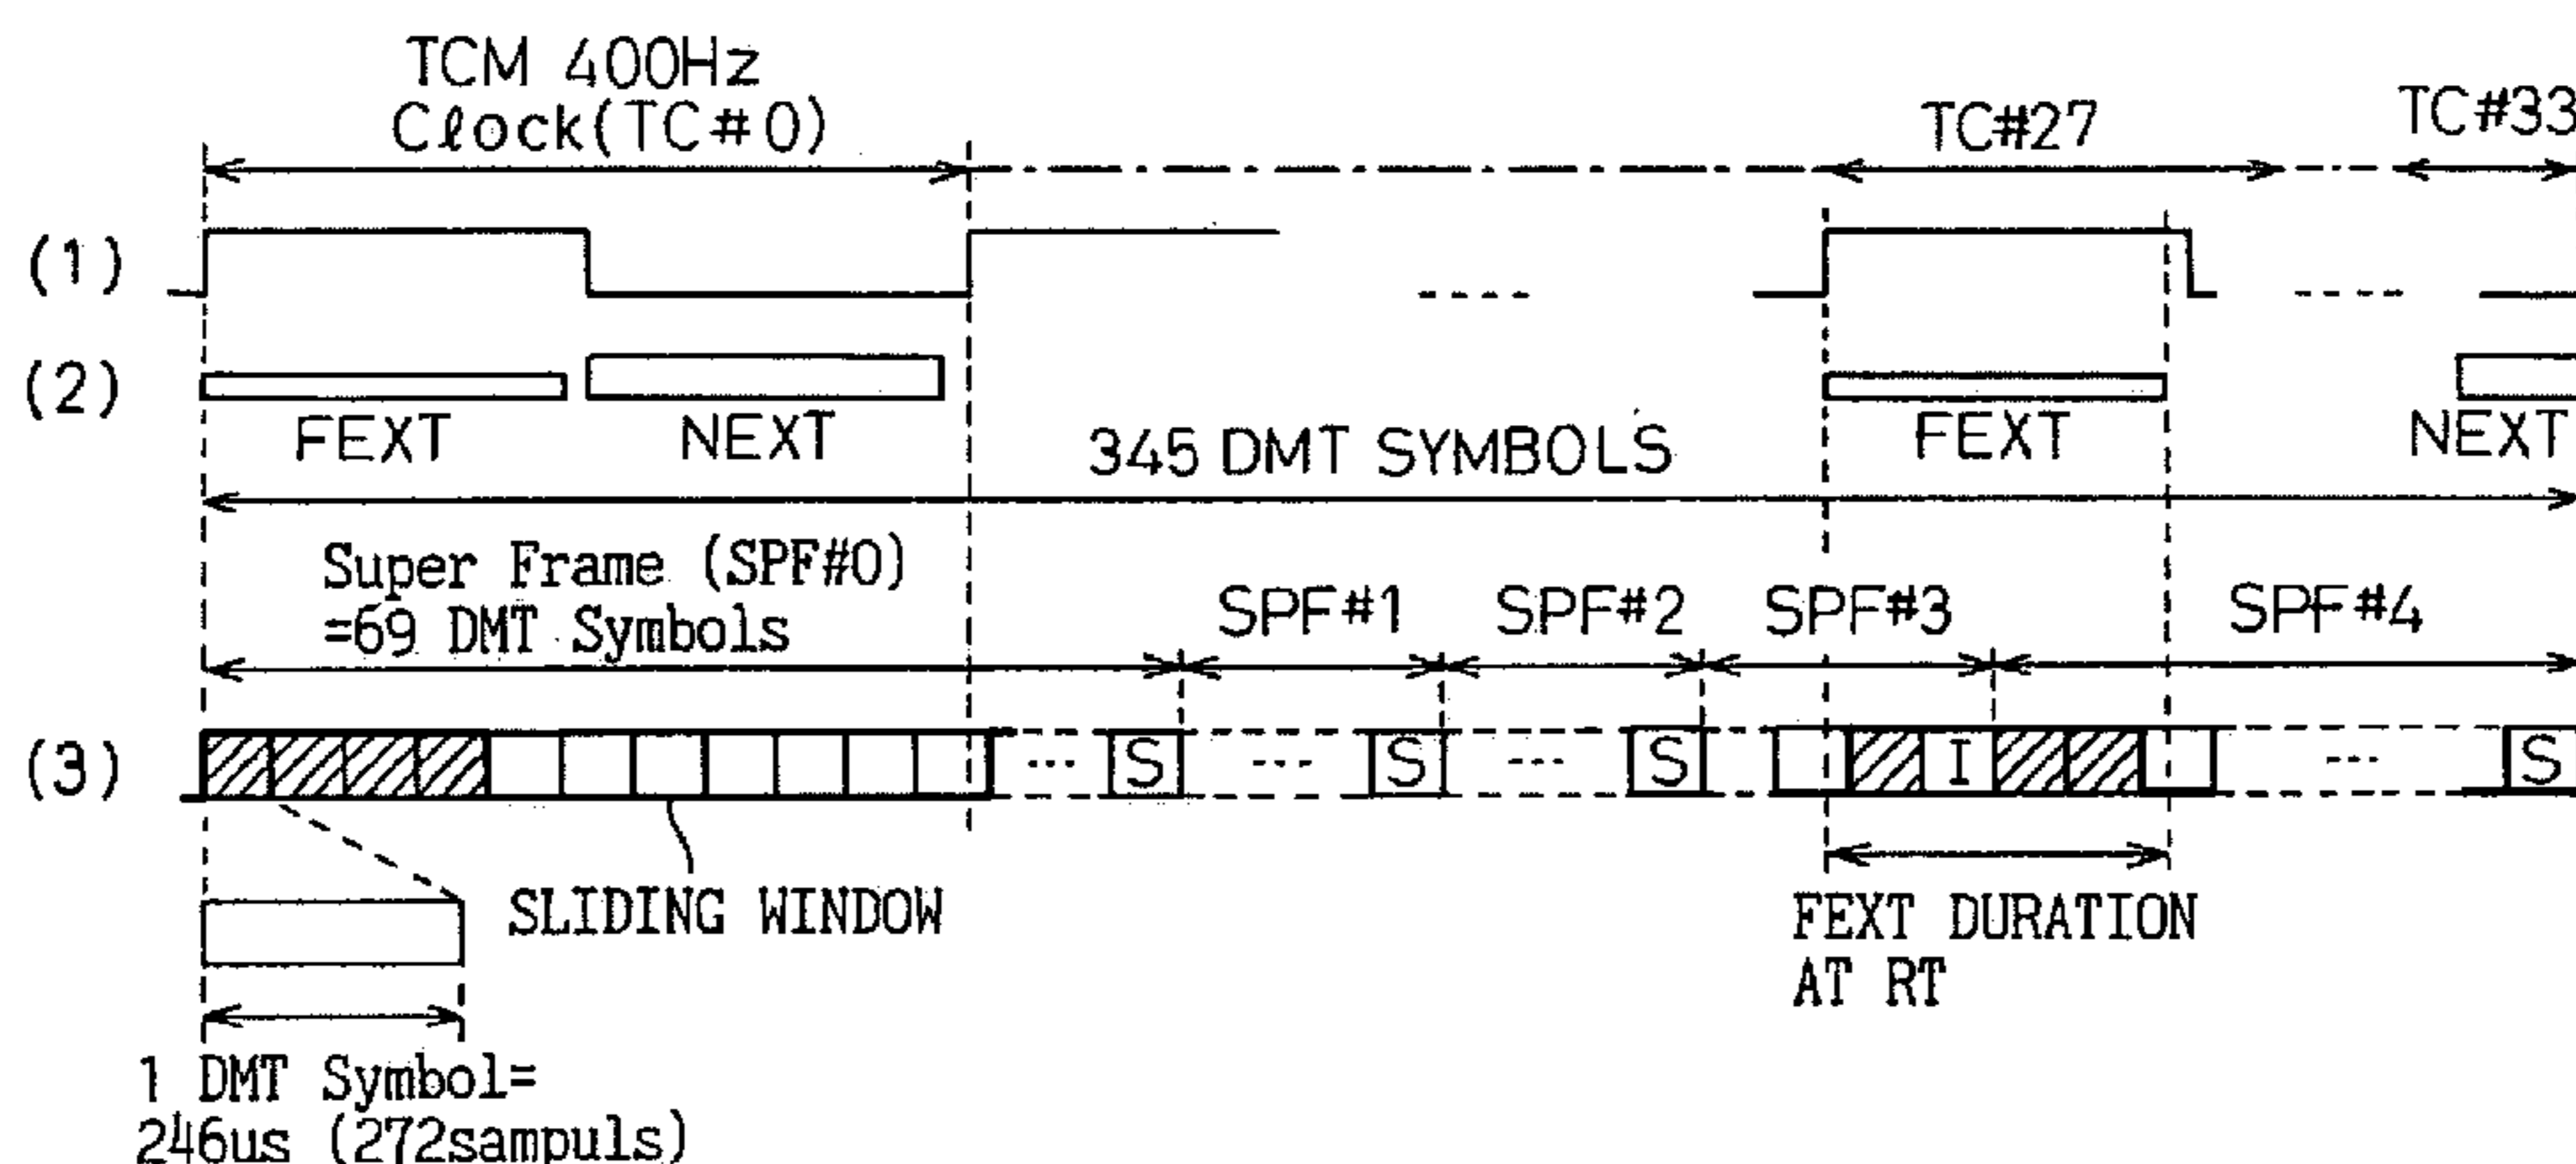 TCM 400Hz
Clock(TC#0)
TC#27
TC#33
(1)
(2)
FEXT
NEXT
345 DMT SYMBOLS
FEXT
NEXT
Super Frame (SPF#0)
=69 DMT Symbols
SPF#1
SPF#2
SPF#3
SPF#4
(3)
...
S
...
S
...
S
I
...
S
SLIDING WINDOW
FEXT DURATION
AT RT
1 DMT Symbol=
246us (272sampuls)